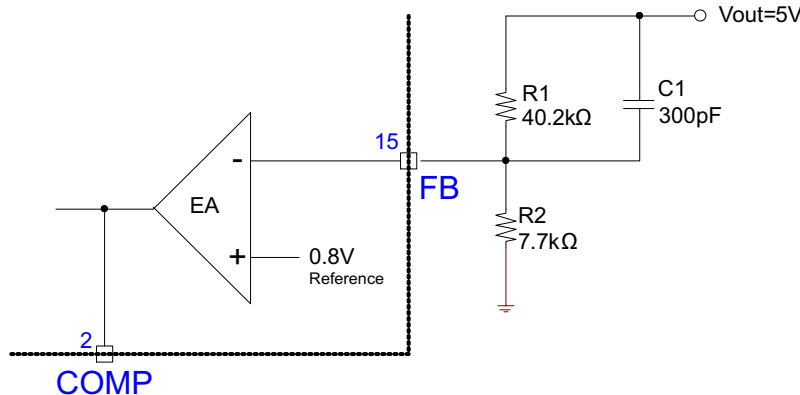 Vout=5V
R1
40.2kΩ
C1
300pF
15
-
FB
EA
R2
7.7kΩ
+
0.8V
Reference
2
COMP